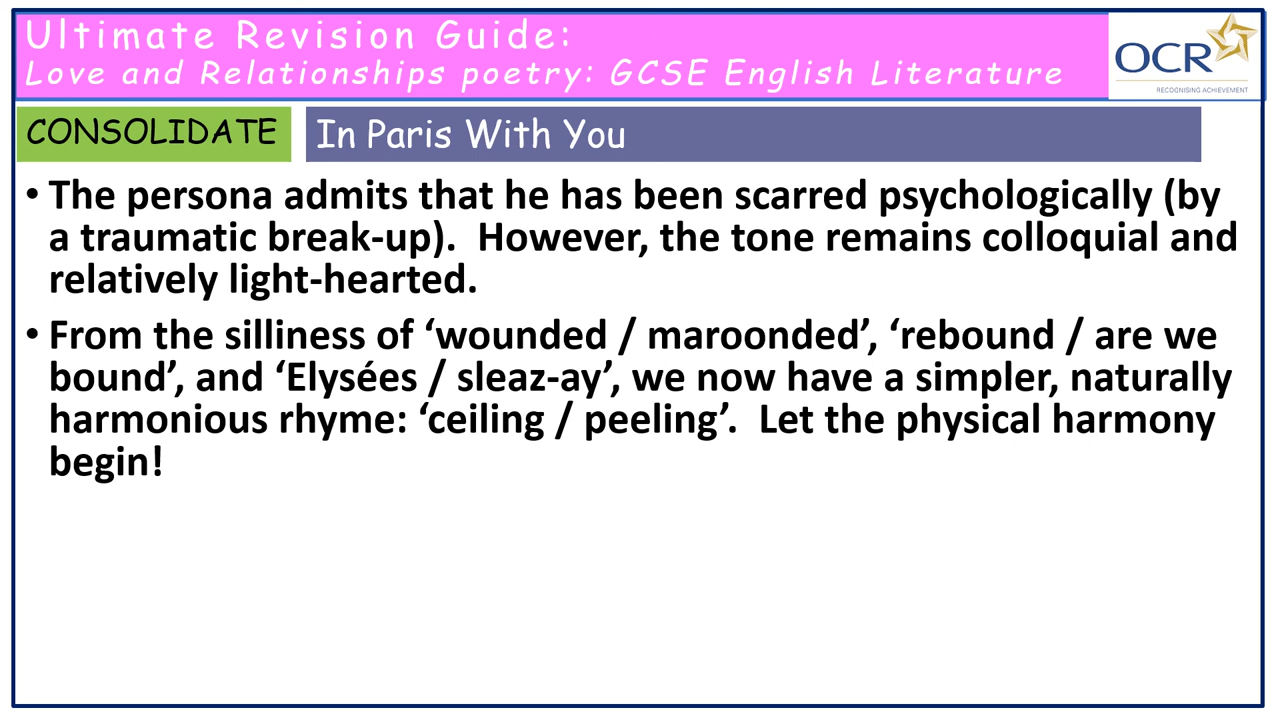 Ultimate Revision Guide:
Love and Relationships poetry: GCSE English Literature
OCR
RECOGNISING ACHIEVEMENT
CONSOLIDATE
In Paris With You
• The persona admits that he has been scarred psychologically (by
a traumatic break-up).  However, the tone remains colloquial and
relatively light-hearted.
• From the silliness of ‘wounded / maroonded’, ‘rebound / are we
bound’, and ‘Elysées / sleaz-ay’, we now have a simpler, naturally
harmonious rhyme: ‘ceiling / peeling’.  Let the physical harmony
begin!